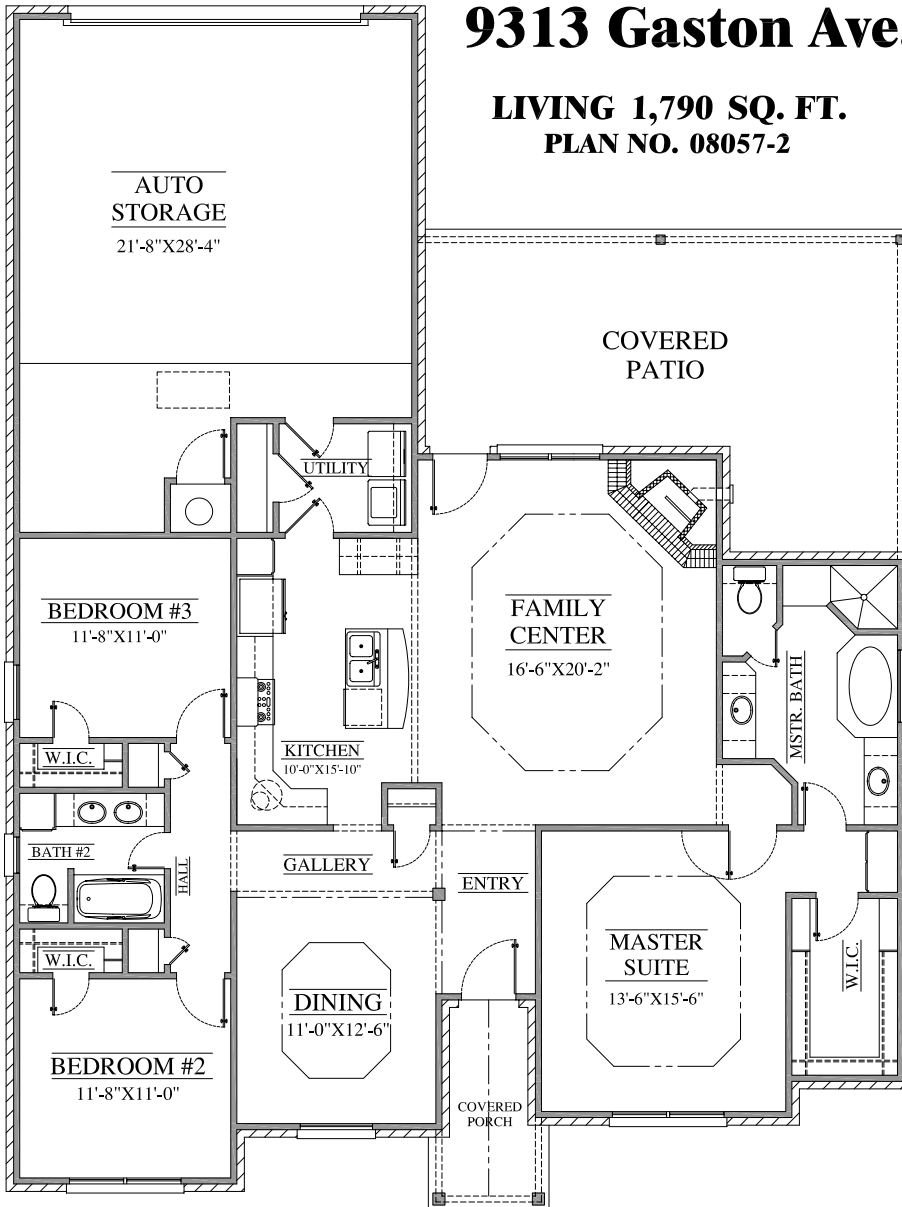 9313 Gaston Ave.
LIVING 1,790 SQ. FT.
PLAN NO. 08057-2
AUTO
STORAGE
21'-8"X28'-4"
COVERED
PATIO
UTILITY
BEDROOM #3
11'-8"X11'-0"
FAMILY
CENTER
16'-6"X20'-2"
MSTR. BATH
W.I.C.
KITCHEN
10'-0"X15'-10"
BATH #2
HALL
GALLERY
ENTRY
W.I.C.
MASTER
SUITE
13'-6"X15'-6"
W.I.C.
DINING
11'-0"X12'-6"
BEDROOM #2
11'-8"X11'-0"
COVERED
PORCH